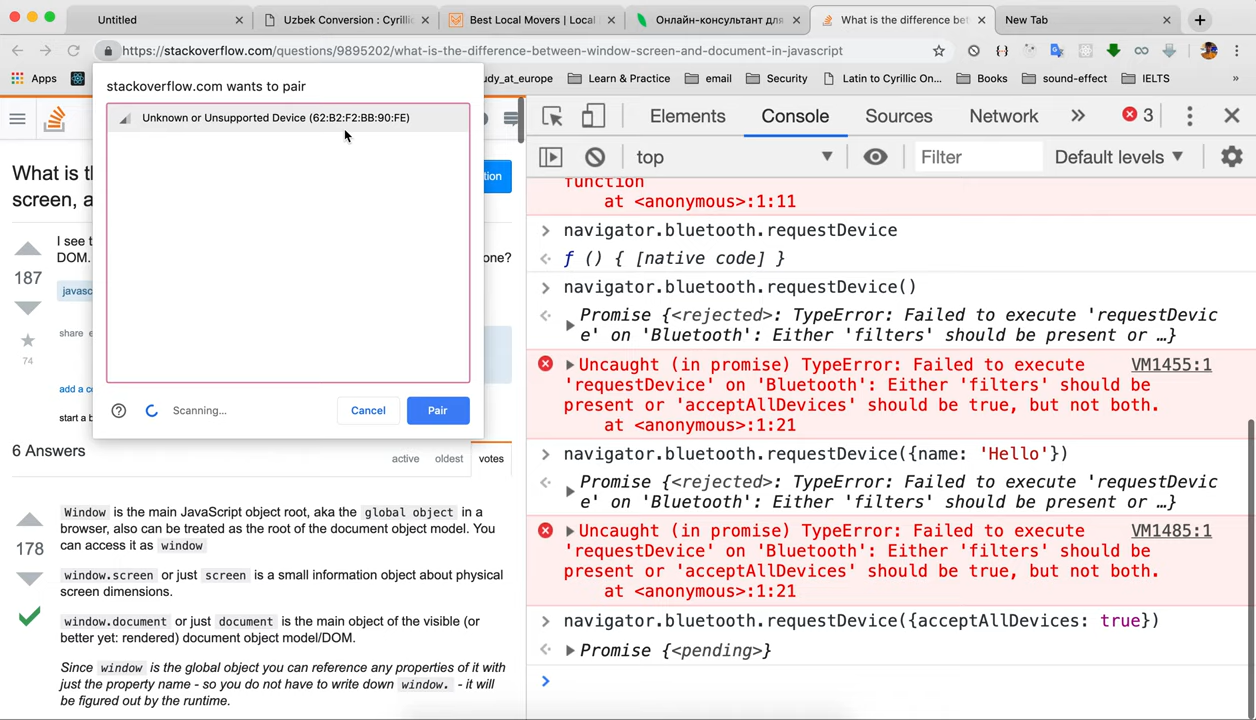 Untitled
Uzbek Conversion : Cyrillic
Best Local Movers | Local
Онлайн-консультант для
What is the difference bet
New Tab
https://stackoverflow.com/questions/9895202/what-is-the-difference-between-window-screen-and-document-in-javascript
Apps
udy_at_europe
Learn & Practice
email
Security
Latin to Cyrillic On...
Books
sound-effect
IELTS
»
stackoverflow.com wants to pair
Unknown or Unsupported Device (62:B2:F2:BB:90:FE)
Scanning...
Cancel
Pair
What is th
screen, a
tion
187
I see t
DOM.
one?
javasc
share e
74
add a co
start a b
6 Answers
active
oldest
votes
178
Window is the main JavaScript object root, aka the global object in a
browser, also can be treated as the root of the document object model. You
can access it as window
window.screen or just screen is a small information object about physical
screen dimensions.
window.document or just document is the main object of the visible (or
better yet: rendered) document object model/DOM.
Since window is the global object you can reference any properties of it with
just the property name - so you do not have to write down window. - it will
be figured out by the runtime.
Elements
Console
Sources
Network
»
3
top
Filter
Default levels ▼
function
at <anonymous>:1:11
navigator.bluetooth.requestDevice
ƒ () { [native code] }
navigator.bluetooth.requestDevice()
Promise {<rejected>: TypeError: Failed to execute 'requestDevic
e' on 'Bluetooth': Either 'filters' should be present or …}
Uncaught (in promise) TypeError: Failed to execute VM1455:1
'requestDevice' on 'Bluetooth': Either 'filters' should be
present or 'acceptAllDevices' should be true, but not both.
at <anonymous>:1:21
navigator.bluetooth.requestDevice({name: 'Hello'})
Promise {<rejected>: TypeError: Failed to execute 'requestDevic
e' on 'Bluetooth': Either 'filters' should be present or …}
Uncaught (in promise) TypeError: Failed to execute VM1485:1
'requestDevice' on 'Bluetooth': Either 'filters' should be
present or 'acceptAllDevices' should be true, but not both.
at <anonymous>:1:21
navigator.bluetooth.requestDevice({acceptAllDevices: true})
Promise {<pending>}